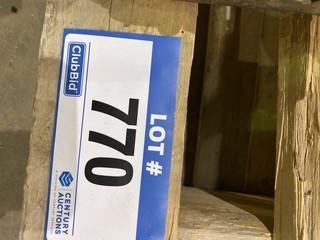 LOT #
770
ClubBid
CENTURY
AUCTIONS